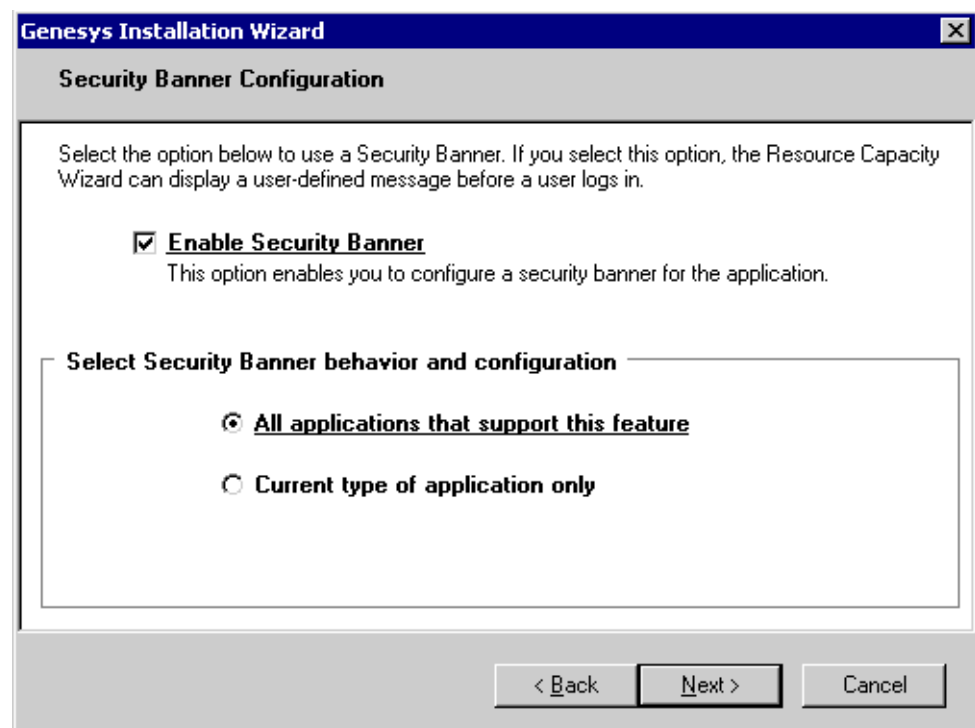 Genesys Installation Wizard
Security Banner Configuration
Select the option below to use a Security Banner. If you select this option, the Resource Capacity
Wizard can display a user-defined message before a user logs in.
Enable Security Banner
This option enables you to configure a security banner for the application.
Select Security Banner behavior and configuration
All applications that support this feature
Current type of application only
< Back Next > Cancel